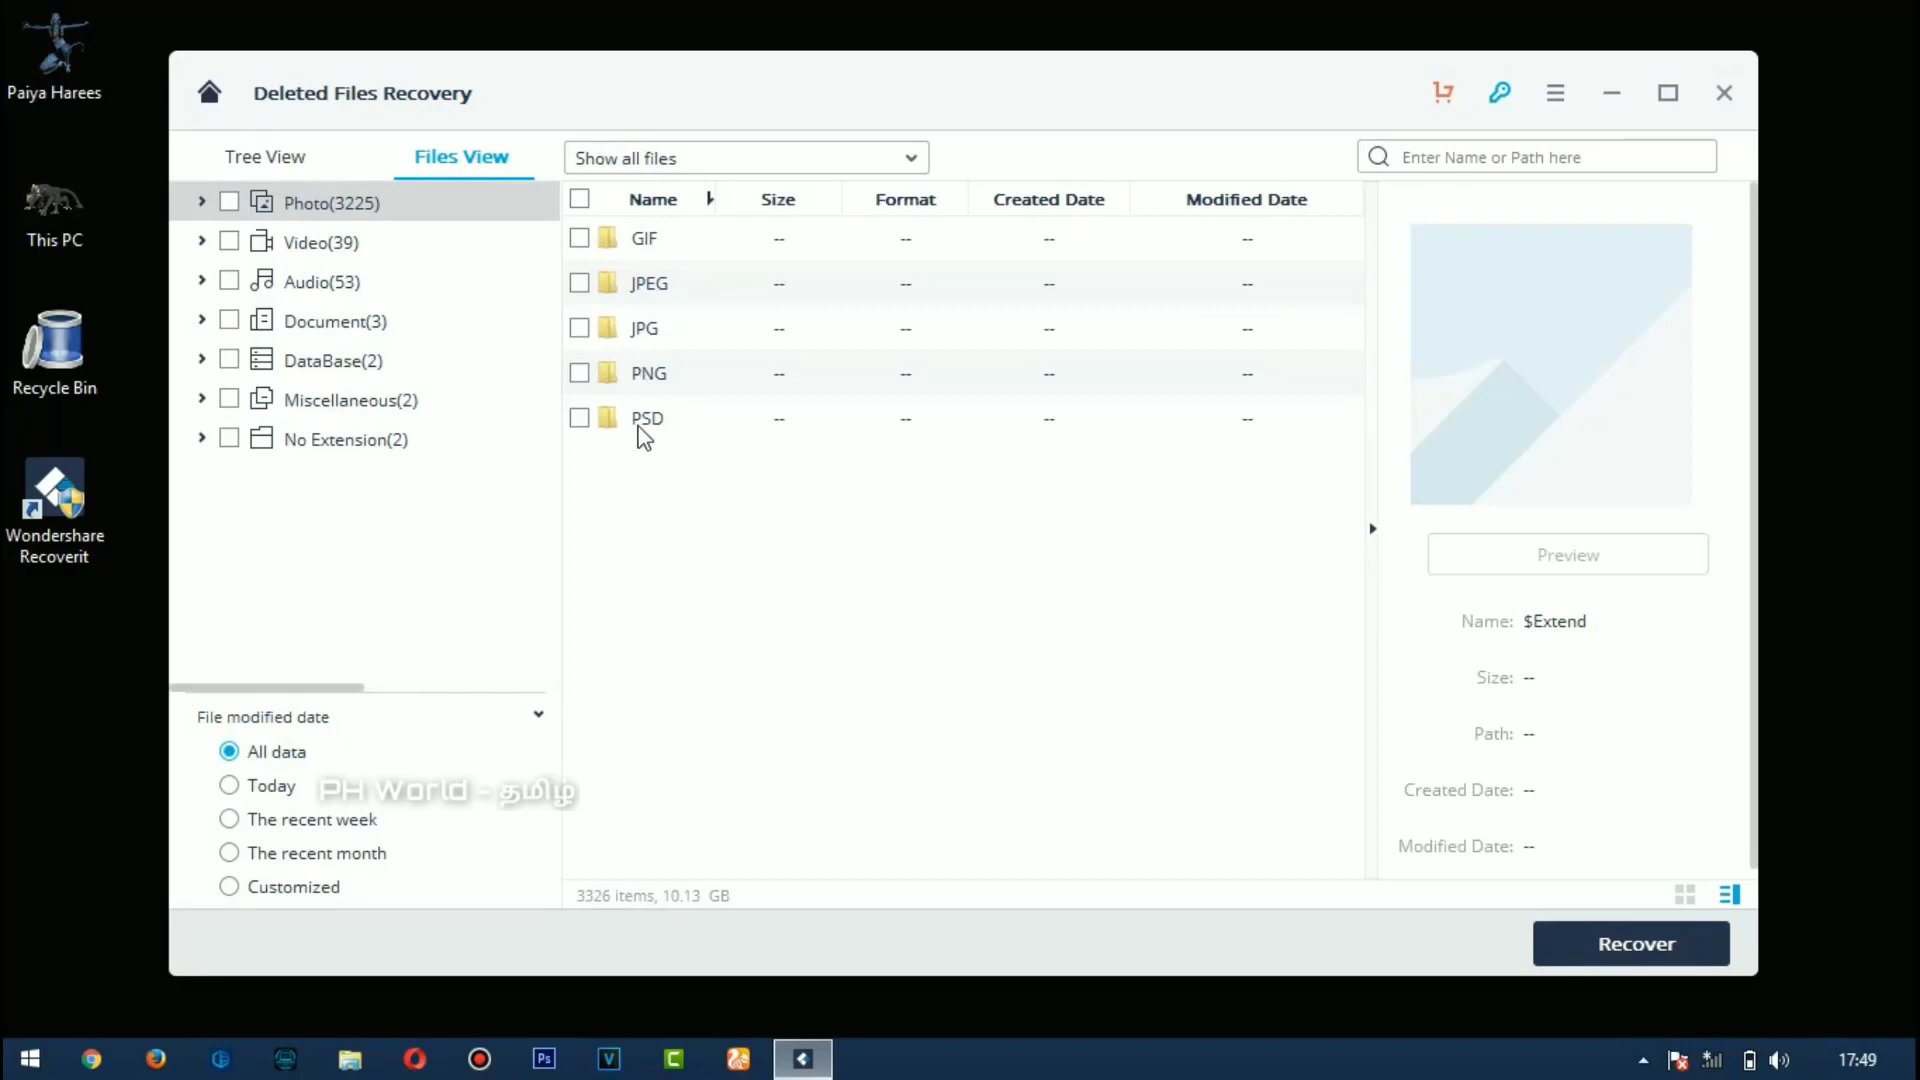 Paiya Harees
This PC
Recycle Bin
Wondershare
Recoverit
Deleted Files Recovery
Tree View
Files View
Show all files
Enter Name or Path here
Photo(3225)
Video(39)
Audio(53)
Document(3)
DataBase(2)
Miscellaneous(2)
No Extension(2)
Name Size Format Created Date Modified Date
GIF -- -- -- --
JPEG -- -- -- --
JPG -- -- -- --
PNG -- -- -- --
PSD -- -- -- --
Preview
Name: $Extend
Size: --
Path: --
Created Date: --
Modified Date: --
File modified date
All data
Today
The recent week
The recent month
Customized
PH World - தமிழ்
3326 items, 10.13 GB
Recover
Ps
V
C
17:49